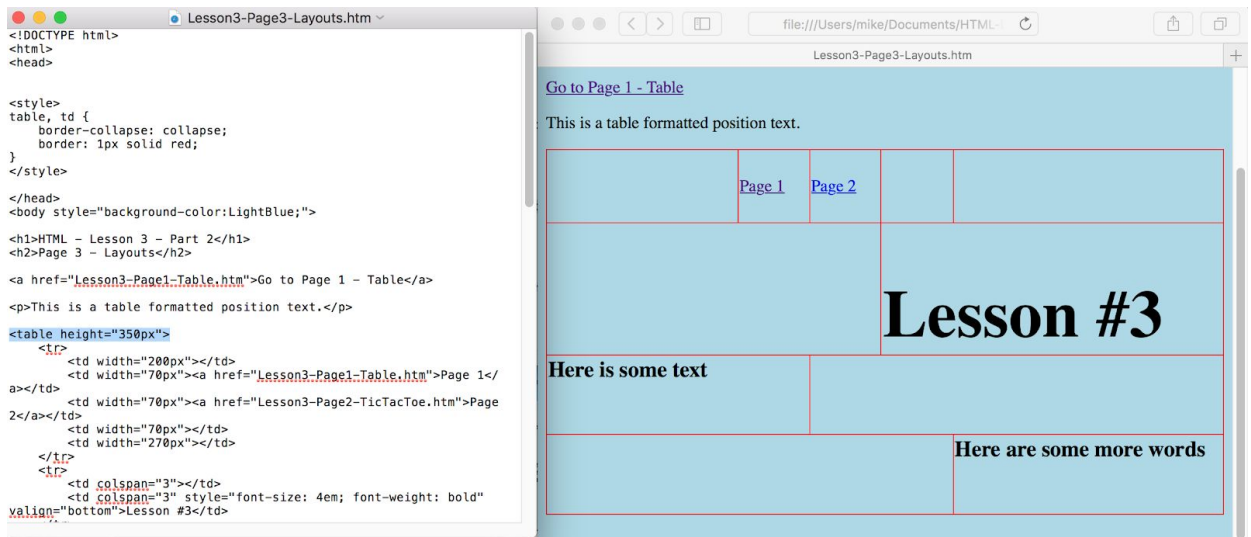 Lesson3-Page3-Layouts.htm
<!DOCTYPE html>
<html>
<head>
<style>
table, td {
    border-collapse: collapse;
    border: 1px solid red;
}
</style>
</head>
<body style="background-color:LightBlue;">
<h1>HTML - Lesson 3 - Part 2</h1>
<h2>Page 3 - Layouts</h2>
<a href="Lesson3-Page1-Table.htm">Go to Page 1 - Table</a>
<p>This is a table formatted position text.</p>
<table height="350px">
    <tr>
        <td width="200px"></td>
        <td width="70px"><a href="Lesson3-Page1-Table.htm">Page 1</
a></td>
        <td width="70px"><a href="Lesson3-Page2-TicTacToe.htm">Page
2</a></td>
        <td width="70px"></td>
        <td width="270px"></td>
    </tr>
    <tr>
        <td colspan="3"></td>
        <td colspan="3" style="font-size: 4em; font-weight: bold"
valign="bottom">Lesson #3</td>
file:///Users/mike/Documents/HTML-
Lesson3-Page3-Layouts.htm
Go to Page 1 - Table
This is a table formatted position text.
Page 1 Page 2
Lesson #3
Here is some text
Here are some more words